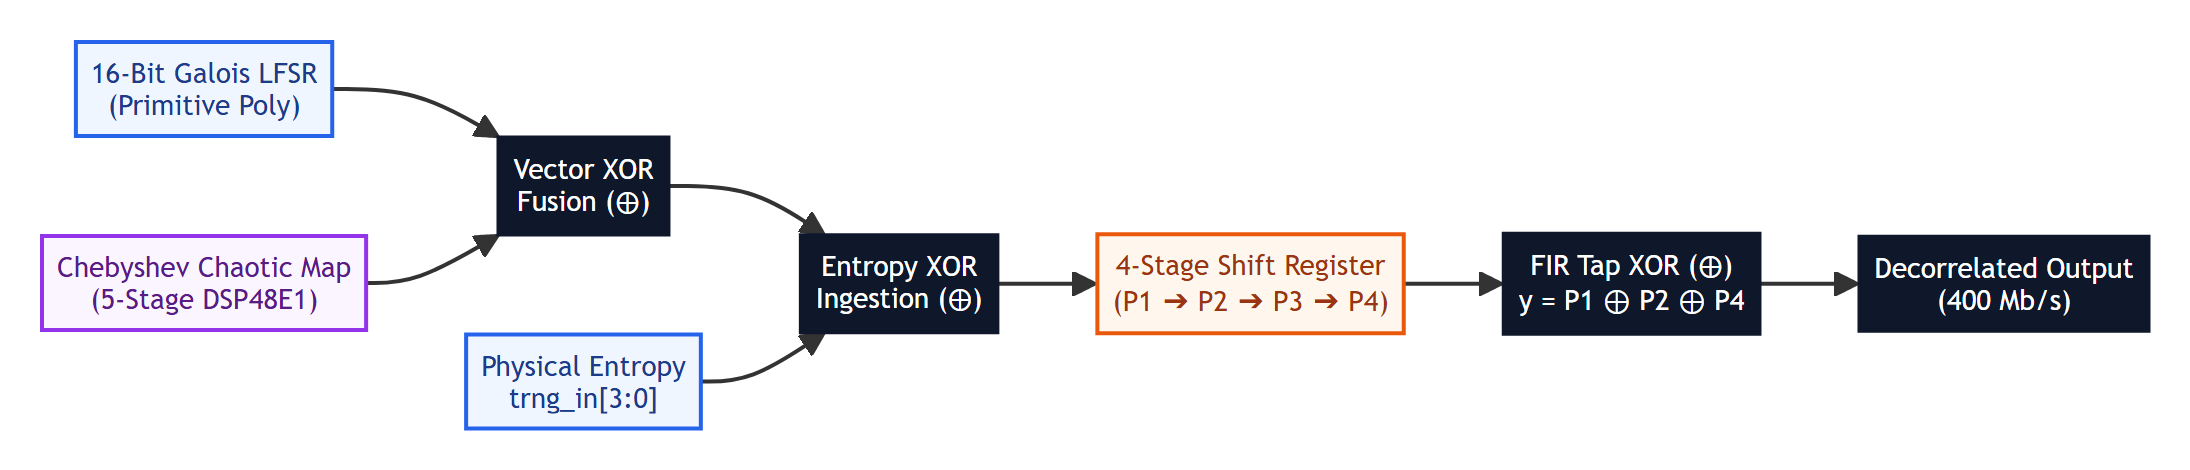 16-Bit Galois LFSR
(Primitive Poly)
Chebyshev Chaotic Map
(5-Stage DSP48E1)
Vector XOR
Fusion (⊕)
Physical Entropy
trng_in[3:0]
Entropy XOR
Ingestion (⊕)
4-Stage Shift Register
(P1 ➔ P2 ➔ P3 ➔ P4)
FIR Tap XOR (⊕)
y = P1 ⊕ P2 ⊕ P4
Decorrelated Output
(400 Mb/s)